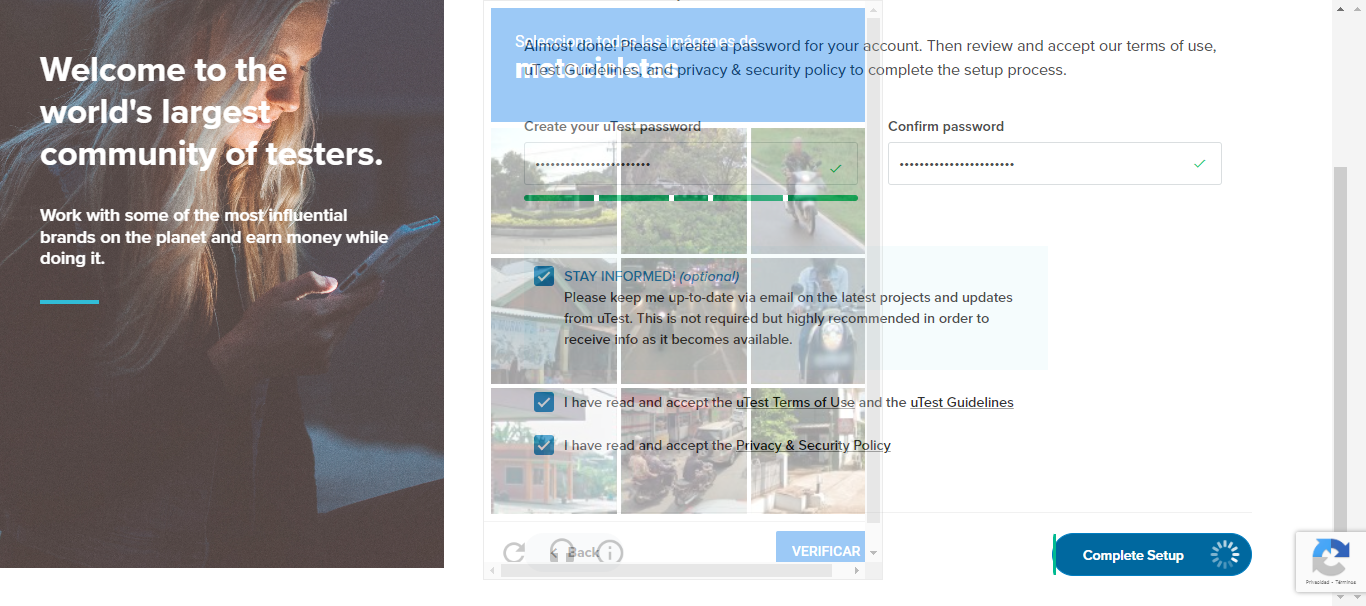 Welcome to the
world's largest
community of testers.
Work with some of the most influential
brands on the planet and earn money while
doing it.
Selecciona todas las imágenes de
Almost done! Please create a password for your account. Then review and accept our terms of use,
uTest Guidelines, and privacy & security policy to complete the setup process.
Create your uTest password
Confirm password
STAY INFORMED! (optional)
Please keep me up-to-date via email on the latest projects and updates
from uTest. This is not required but highly recommended in order to
receive info as it becomes available.
I have read and accept the uTest Terms of Use and the uTest Guidelines
I have read and accept the Privacy & Security Policy
Back
VERIFICAR
Complete Setup
Privacidad - Términos